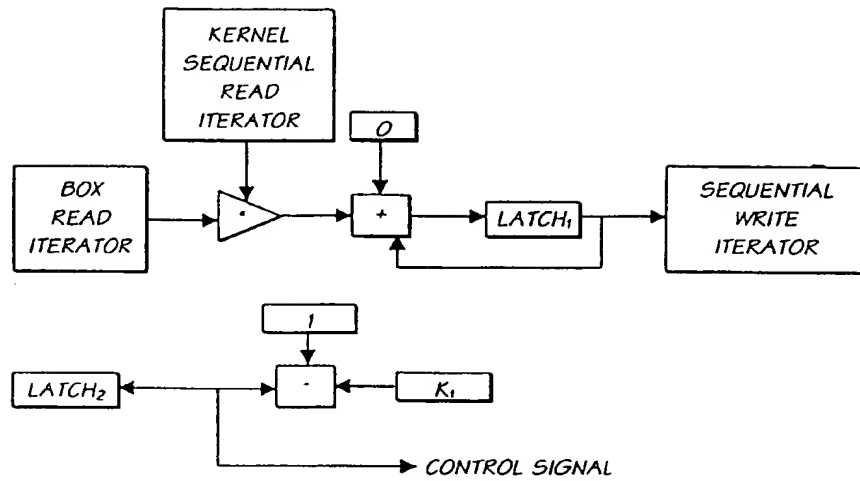 KERNEL
SEQUENTIAL
READ
ITERATOR
0
BOX
READ
ITERATOR
+
LATCH₁
SEQUENTIAL
WRITE
ITERATOR
1
LATCH₂
-
K₁
CONTROL SIGNAL